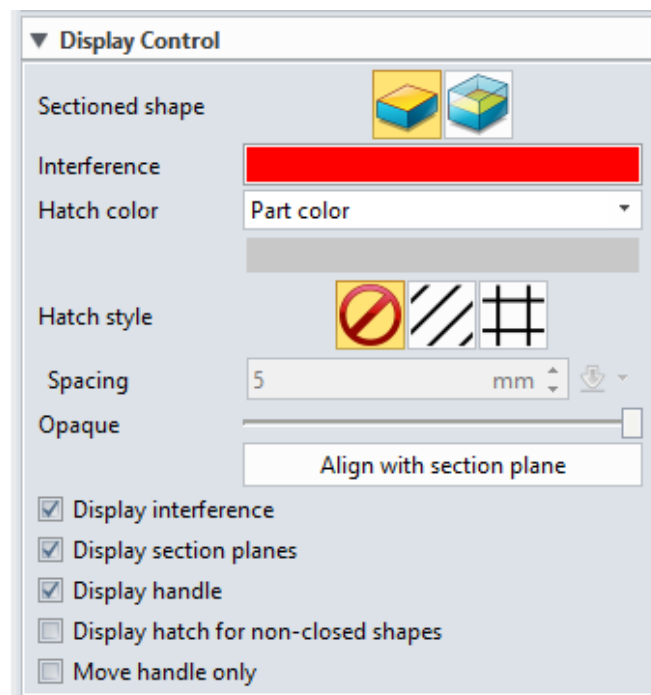 Display Control
Sectioned shape
Interference
Hatch color Part color
Hatch style
Spacing 5 mm
Opaque
Align with section plane
Display interference
Display section planes
Display handle
Display hatch for non-closed shapes
Move handle only